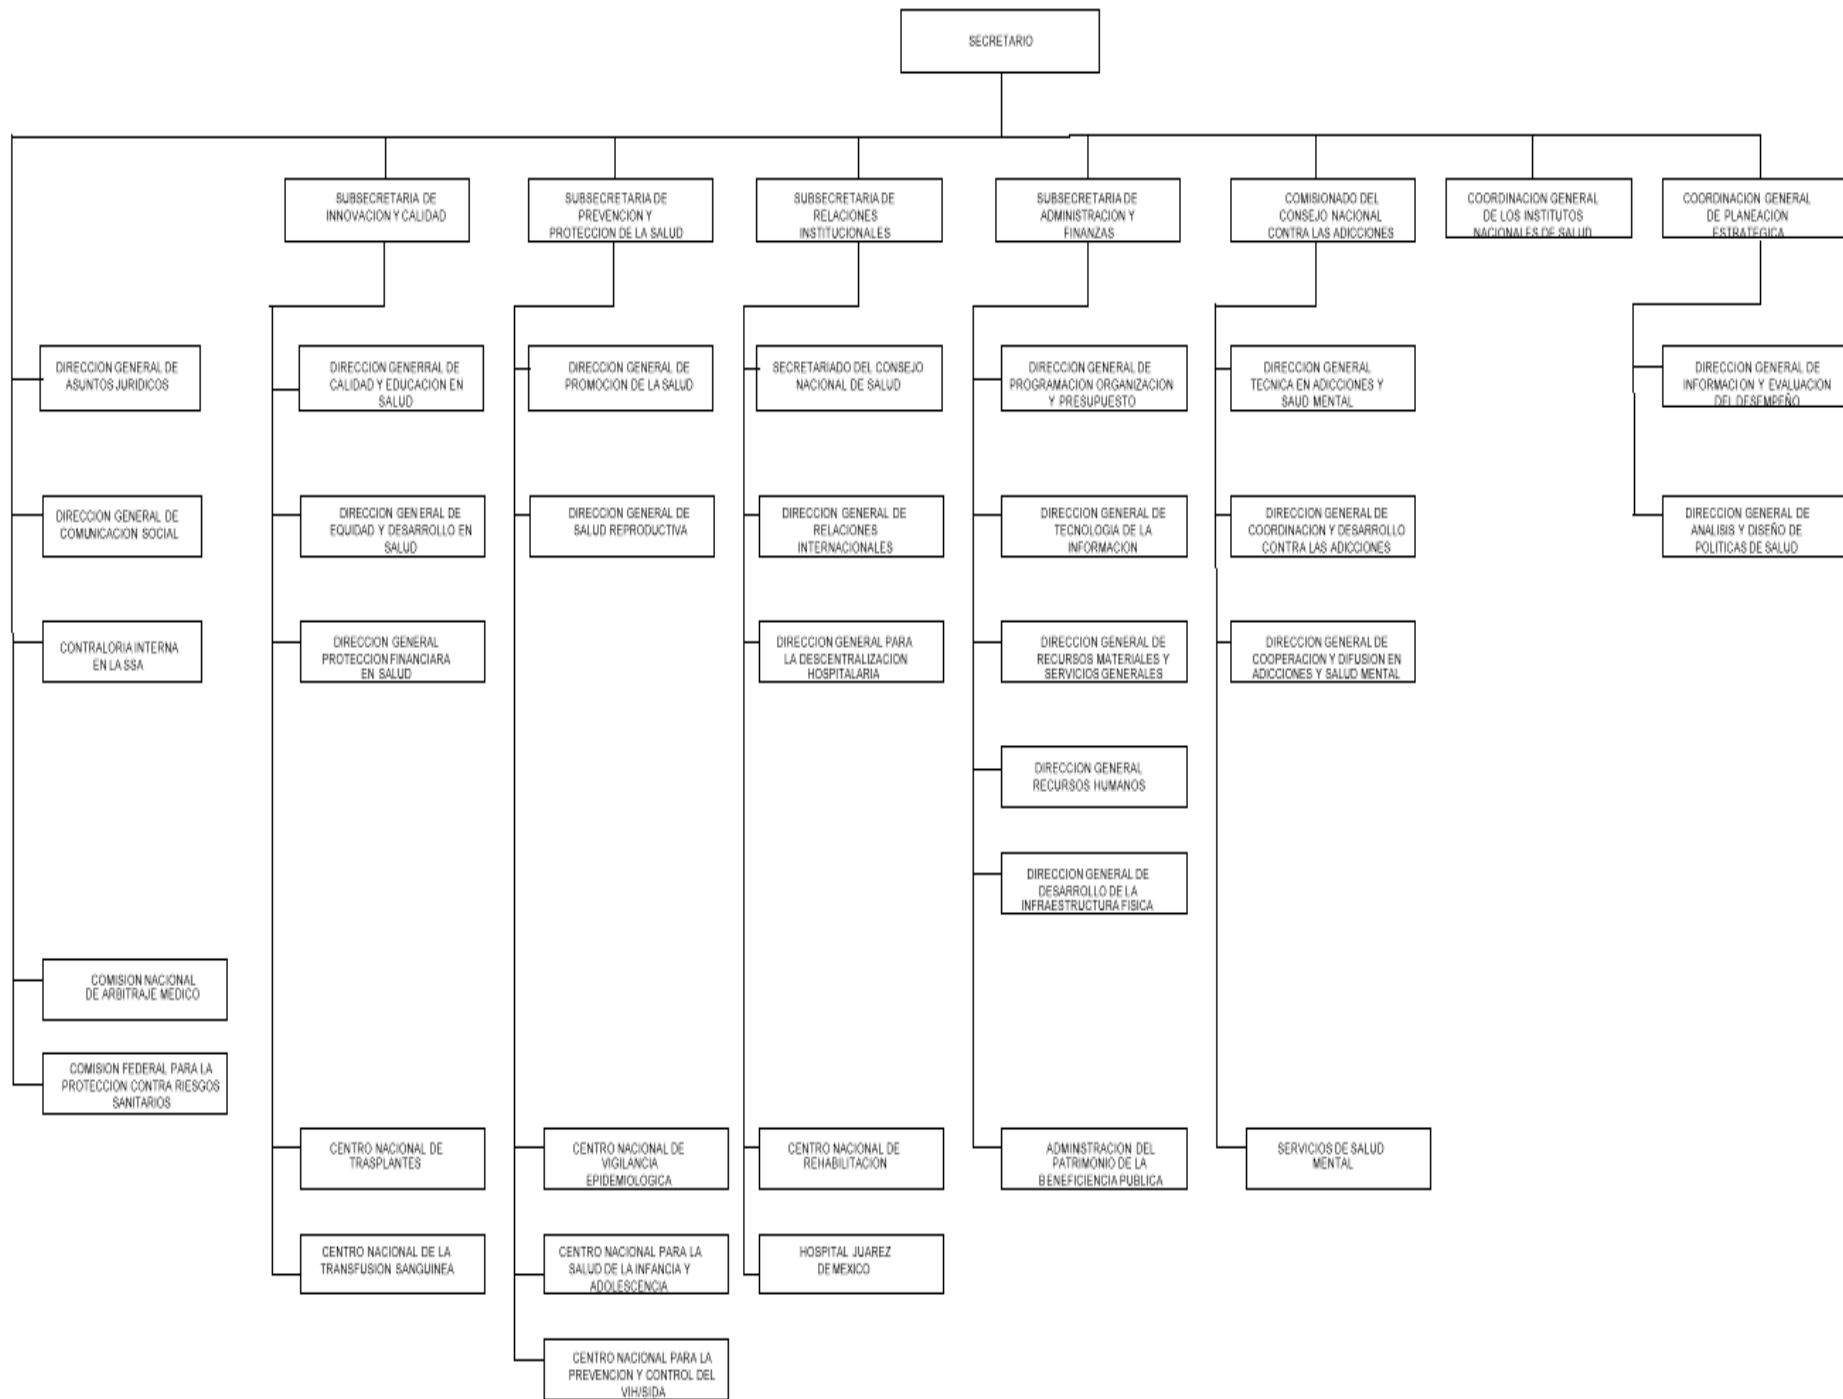 SECRETARIO
SUBSECRETARIA DE
INNOVACION Y CALIDAD
SUBSECRETARIA DE
PREVENCION Y
PROTECCION DE LA SALUD
SUBSECRETARIA DE
RELACIONES
INSTITUCIONALES
SUBSECRETARIA DE
ADMINISTRACION Y
FINANZAS
COMISIONADO DEL
CONSEJO NACIONAL
CONTRA LAS ADICCIONES
COORDINACION GENERAL
DE LOS INSTITUTOS
NACIONALES DE SALUD
COORDINACION GENERAL
DE PLANEACION
ESTRATEGICA
DIRECCION GENERAL DE
ASUNTOS JURIDICOS
DIRECCION GENERRAL DE
CALIDAD Y EDUCACION EN
SALUD
DIRECCION GENERAL DE
PROMOCION DE LA SALUD
SECRETARIADO DEL CONSEJO
NACIONAL DE SALUD
DIRECCION GENERAL DE
PROGRAMACION ORGANIZACION
Y PRESUPUESTO
DIRECCION GENERAL
TECNICA EN ADICCIONES Y
SAUD MENTAL
DIRECCION GENERAL DE
INFORMACION Y EVALUACION
DEL DESEMPEÑO
DIRECCION GENERAL DE
COMUNICACION SOCIAL
DIRECCION GENERAL DE
EQUIDAD Y DESARROLLO EN
SALUD
DIRECCION GENERAL DE
SALUD REPRODUCTIVA
DIRECCION GENERAL DE
RELACIONES
INTERNACIONALES
DIRECCION GENERAL DE
TECNOLOGIA DE LA
INFORMACION
DIRECCION GENERAL DE
COORDINACION Y DESARROLLO
CONTRA LAS ADICCIONES
DIRECCION GENERAL DE
ANALISIS Y DISEÑO DE
POLITICAS DE SALUD
CONTRALORIA INTERNA
EN LA SSA
DIRECCION GENERAL
PROTECCION FINANCIARA
EN SALUD
DIRECCION GENERAL PARA
LA DESCENTRALIZACION
HOSPITALARIA
DIRECCION GENERAL DE
RECURSOS MATERIALES Y
SERVICIOS GENERALES
DIRECCION GENERAL DE
COOPERACION Y DIFUSION EN
ADICCIONES Y SALUD MENTAL
DIRECCION GENERAL
RECURSOS HUMANOS
DIRECCION GENERAL DE
DESARROLLO DE LA
INFRAESTRUCTURA FISICA
COMISION NACIONAL
DE ARBITRAJE MEDICO
COMISION FEDERAL PARA LA
PROTECCION CONTRA RIESGOS
SANITARIOS
CENTRO NACIONAL DE
TRASPLANTES
CENTRO NACIONAL DE
VIGILANCIA
EPIDEMIOLOGICA
CENTRO NACIONAL DE
REHABILITACION
ADMINSTRACION DEL
PATRIMONIO DE LA
BENEFICIENCIA PUBLICA
SERVICIOS DE SALUD
MENTAL
CENTRO NACIONAL DE LA
TRANSFUSION SANGUINEA
CENTRO NACIONAL PARA LA
SALUD DE LA INFANCIA Y
ADOLESCENCIA
HOSPITAL JUAREZ
DE MEXICO
CENTRO NACIONAL PARA LA
PREVENCION Y CONTROL DEL
VIH/SIDA